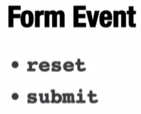 Form Event
• reset
• submit